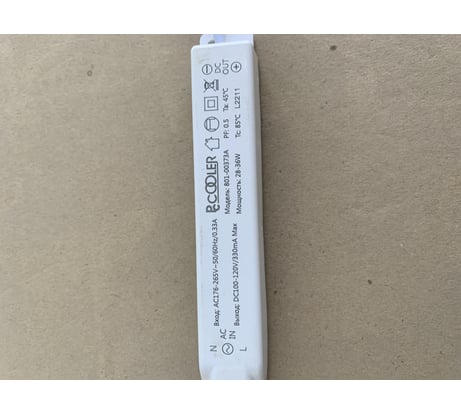 PCCOOLER
Модель: 801-00373A PF: 0.5 Ta: 45℃
Мощность: 28-36W Tc: 85℃ L2211
Вход: AC176-265V~50/60Hz/0.33A
Выход: DC100-120V/330mA Max
N AC IN L
DC OUT